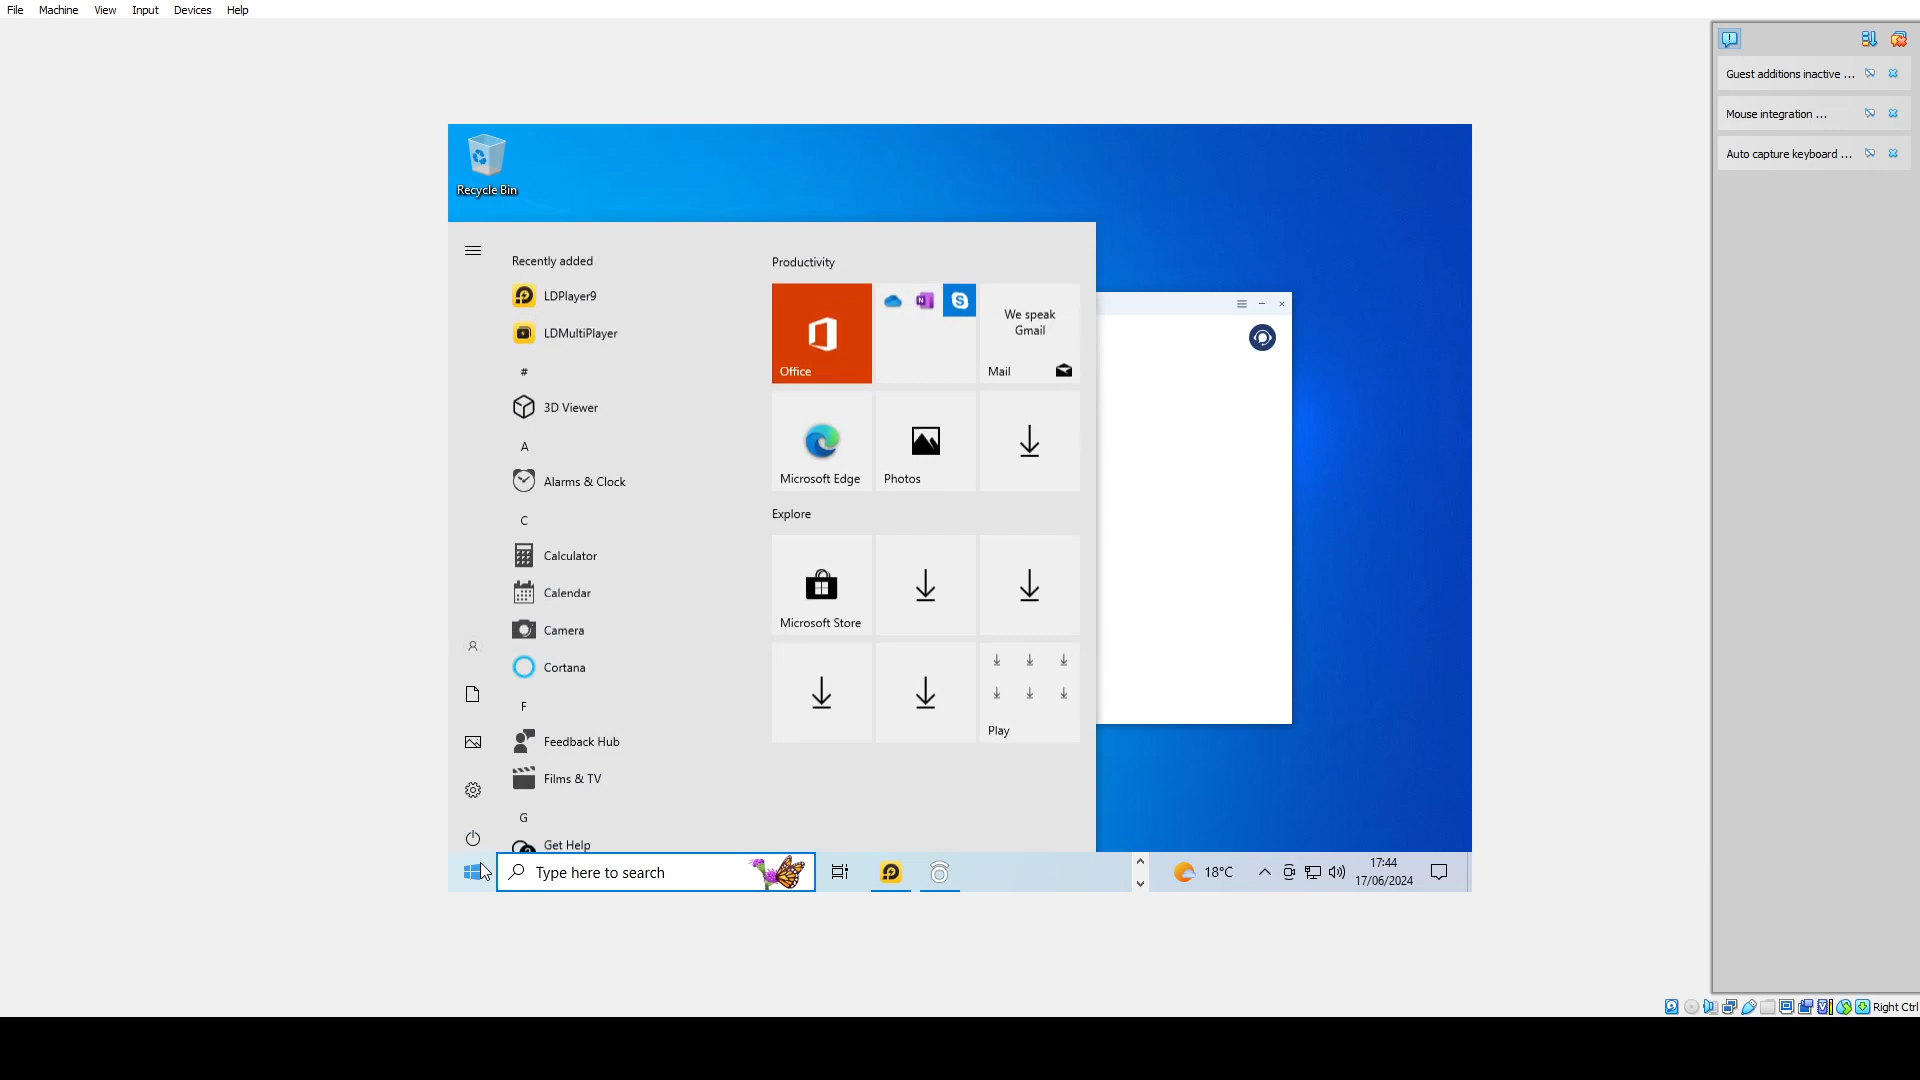 File Machine View Input Devices Help
Guest additions inactive ...
Mouse integration ...
Auto capture keyboard ...
Recycle Bin
Recently added
LDPlayer9
LDMultiPlayer
#
3D Viewer
A
Alarms & Clock
C
Calculator
Calendar
Camera
Cortana
F
Feedback Hub
Films & TV
G
Get Help
Productivity
Office
We speak
Gmail
Mail
Microsoft Edge
Photos
Explore
Microsoft Store
Play
Type here to search
18°C
17:44
17/06/2024
Right Ctrl